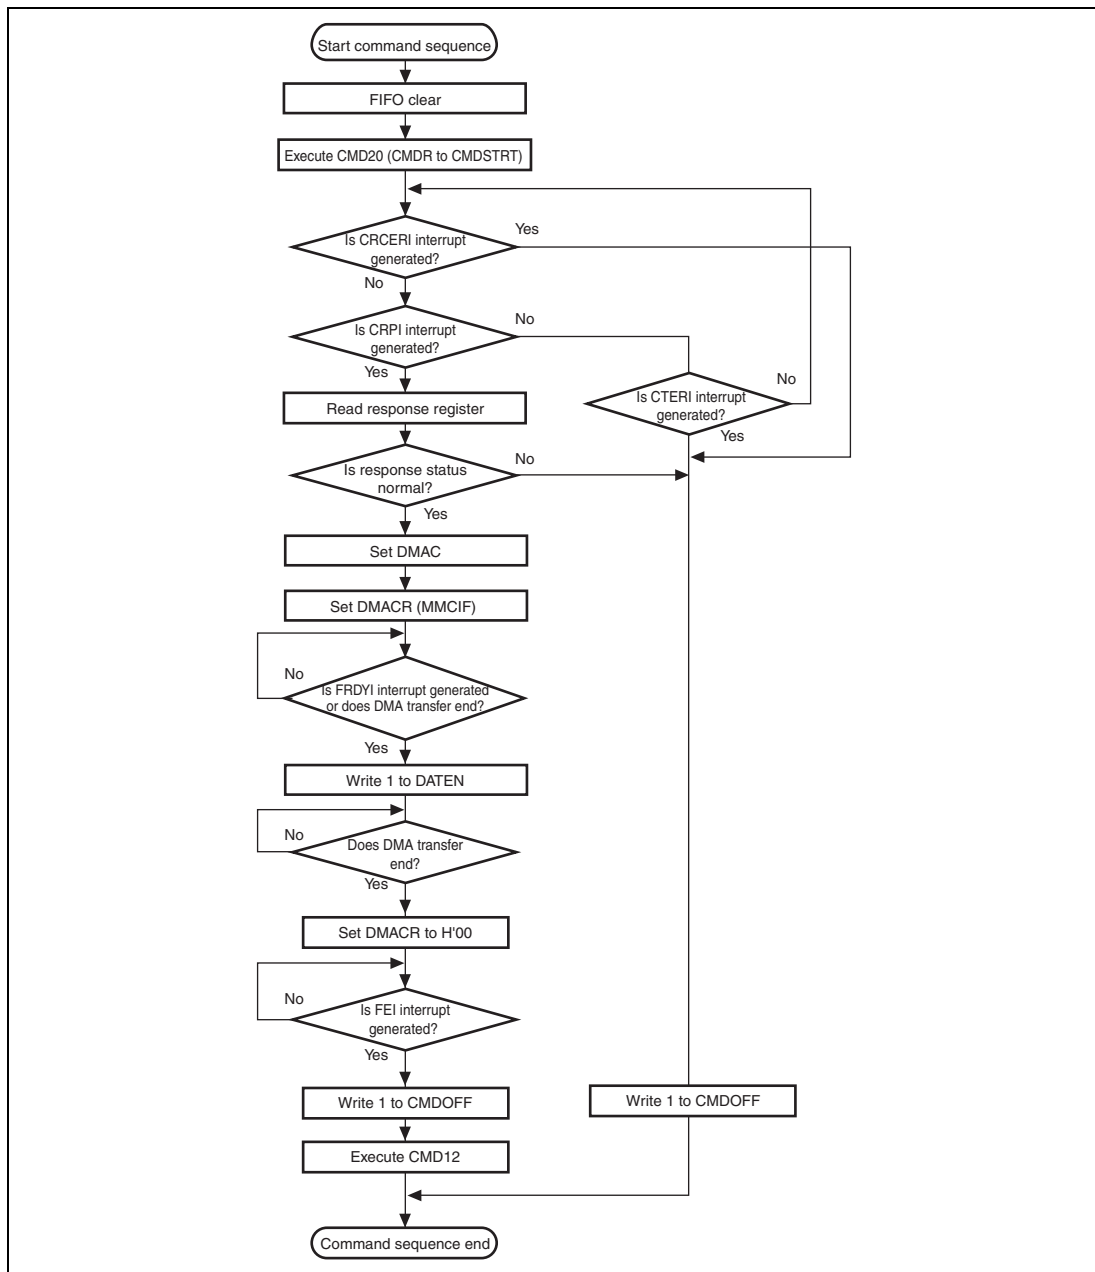 Start command sequence
FIFO clear
Execute CMD20 (CMDR to CMDSTRT)
Is CRCERI interrupt
generated?
Yes
No
Is CRPI interrupt
generated?
No
Yes
Is CTERI interrupt
generated?
No
Yes
Read response register
Is response status
normal?
No
Yes
Set DMAC
Set DMACR (MMCIF)
No
Is FRDYI interrupt generated
or does DMA transfer end?
Yes
Write 1 to DATEN
No
Does DMA transfer
end?
Yes
Set DMACR to H'00
No
Is FEI interrupt
generated?
Yes
Write 1 to CMDOFF
Write 1 to CMDOFF
Execute CMD12
Command sequence end